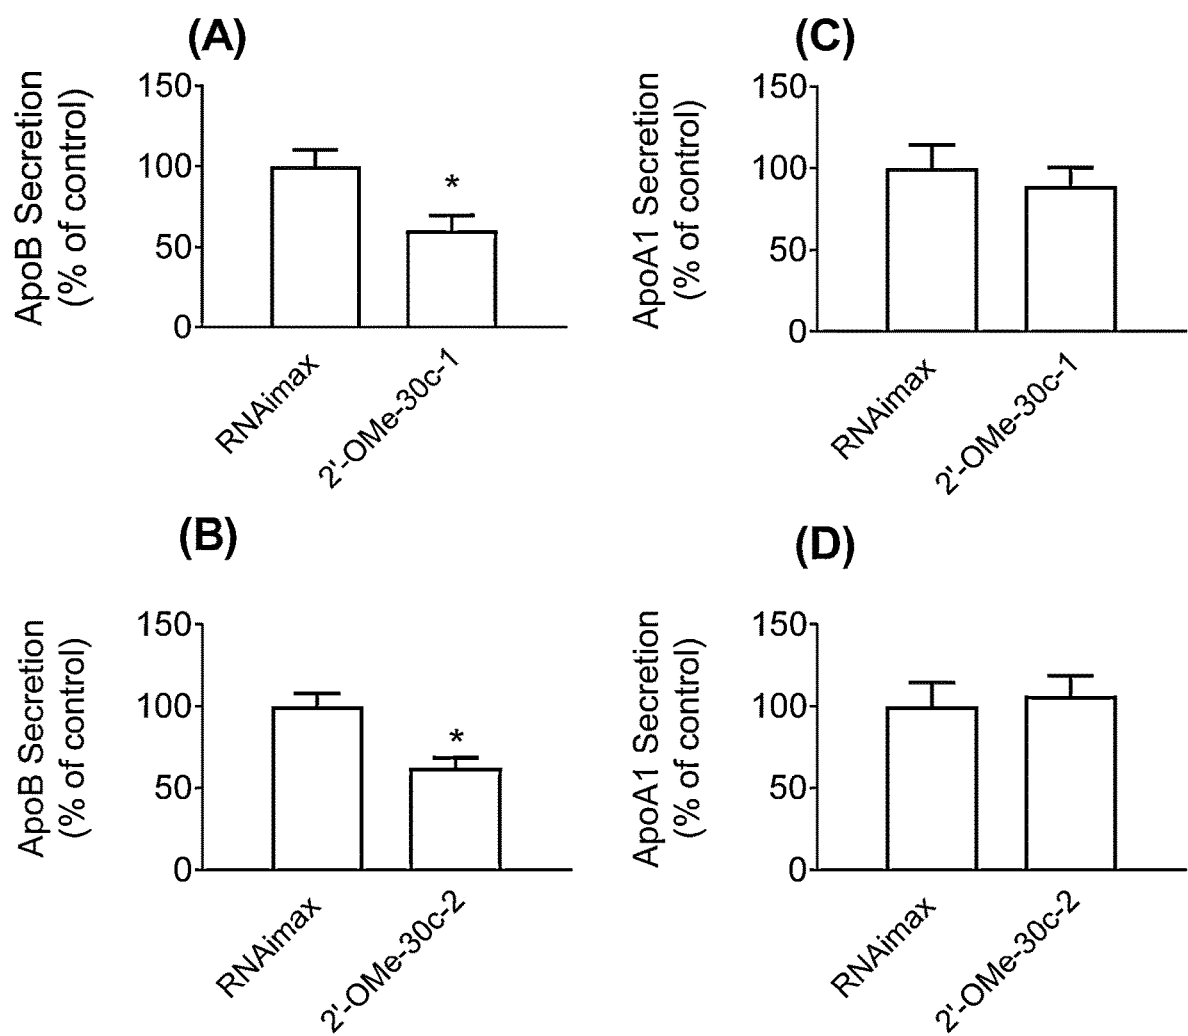 (A)
ApoB Secretion
(% of control)
150
100
50
0
*
RNAimax
2'-OMe-30c-1
(C)
ApoA1 Secretion
(% of control)
150
100
50
0
RNAimax
2'-OMe-30c-1
(B)
ApoB Secretion
(% of control)
150
100
50
0
*
RNAimax
2'-OMe-30c-2
(D)
ApoA1 Secretion
(% of control)
150
100
50
0
RNAimax
2'-OMe-30c-2